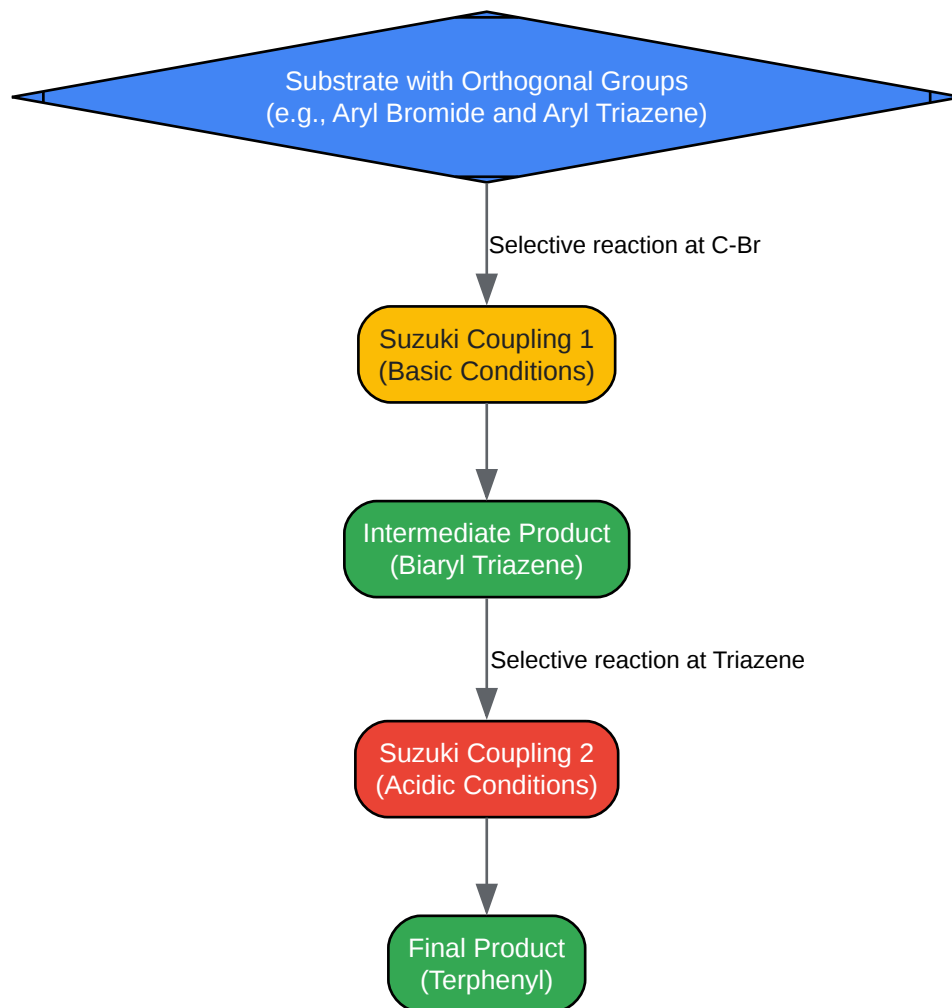 Substrate with Orthogonal Groups
(e.g., Aryl Bromide and Aryl Triazene)
Selective reaction at C-Br
Suzuki Coupling 1
(Basic Conditions)
Intermediate Product
(Biaryl Triazene)
Selective reaction at Triazene
Suzuki Coupling 2
(Acidic Conditions)
Final Product
(Terphenyl)